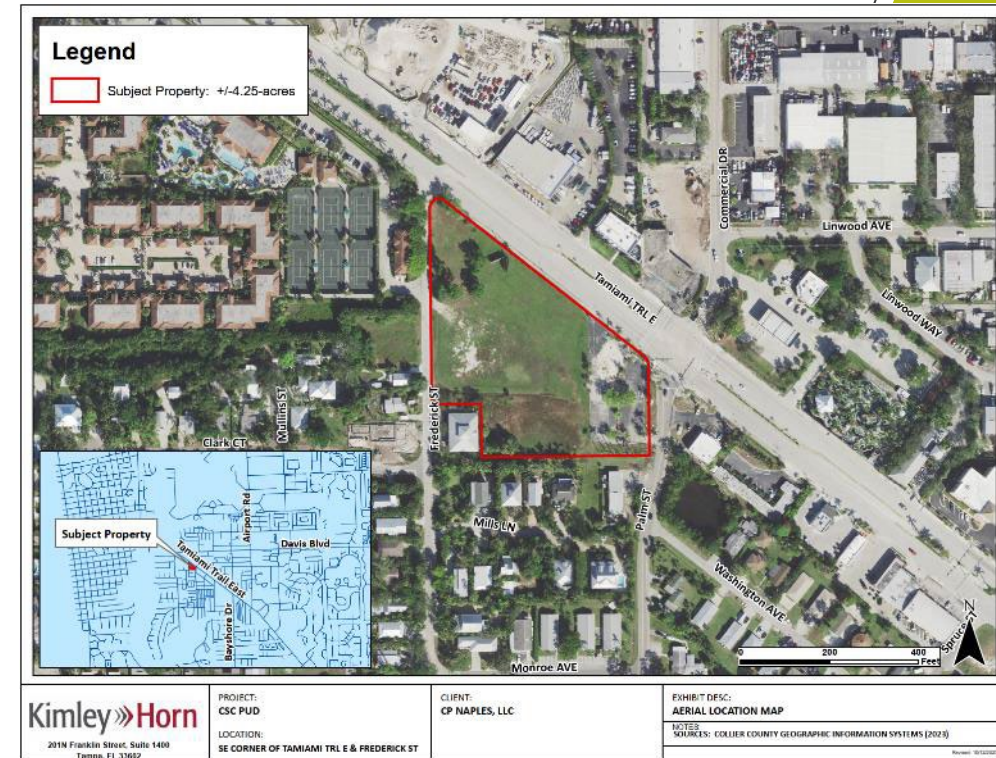 Legend
Subject Property: +/-4.25-acres
Commercial DR
Linwood AVE
Linwood WAY
Tamiami TRL E
Mullins ST
Frederick ST
Clark CT
Palm ST
Mills LN
Washington AVE
Monroe AVE
Spruce ST
Subject Property
Airport Rd
Davis Blvd
Tamiami Trail East
Bayshore Dr
N
0 200 400
Feet
Kimley»Horn
201N Franklin Street, Suite 1400
Tampa, FL 33602
PROJECT:
CSC PUD
LOCATION:
SE CORNER OF TAMIAMI TRL E & FREDERICK ST
CLIENT:
CP NAPLES, LLC
EXHIBIT DESC:
AERIAL LOCATION MAP
NOTES:
SOURCES: COLLIER COUNTY GEOGRAPHIC INFORMATION SYSTEMS (2023)